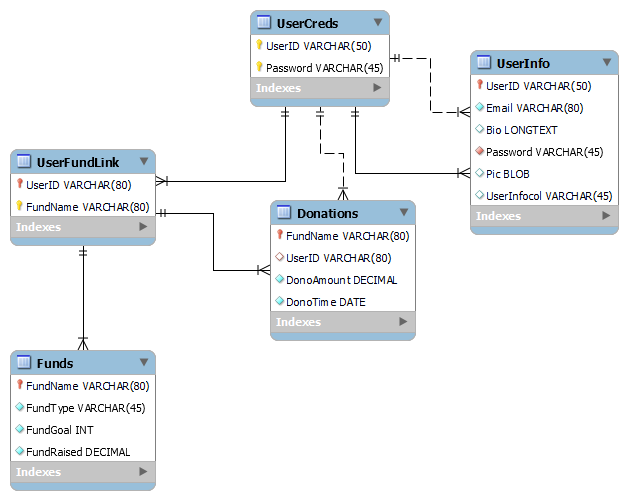 UserCreds
UserID VARCHAR(50)
Password VARCHAR(45)
Indexes
UserInfo
UserID VARCHAR(50)
Email VARCHAR(80)
Bio LONGTEXT
Password VARCHAR(45)
Pic BLOB
UserInfocol VARCHAR(45)
Indexes
UserFundLink
UserID VARCHAR(80)
FundName VARCHAR(80)
Indexes
Donations
FundName VARCHAR(80)
UserID VARCHAR(80)
DonoAmount DECIMAL
DonoTime DATE
Indexes
Funds
FundName VARCHAR(80)
FundType VARCHAR(45)
FundGoal INT
FundRaised DECIMAL
Indexes